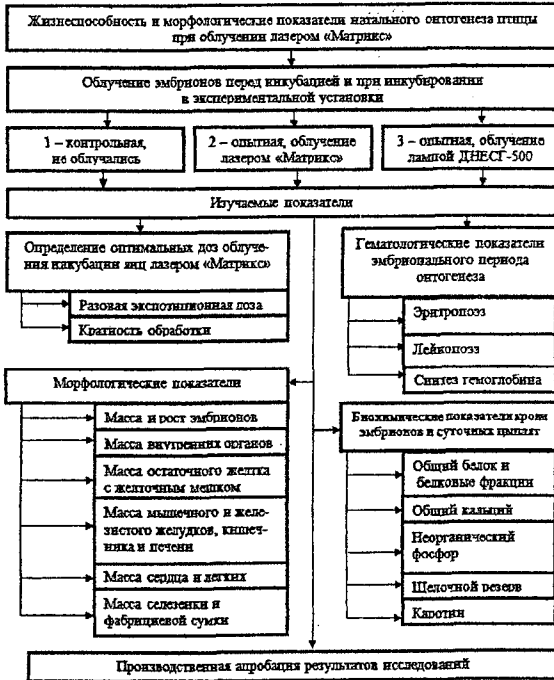 Жизнеспособность и морфологические показатели натального онтогенеза птицы
при облучении лазером «Матрикс»
Облучение эмбрионов перед инкубацией и при инкубировании
в экспериментальной установки
1 – контрольная,
не облучались
2 – опытная, облучение
лазером «Матрикс»
3 – опытная, облучение
лампой ДНЕСГ-500
Изучаемые показатели
Определение оптимальных доз облуче-
ния инкубации яиц лазером «Матрикс»
Разовая экспотиционная доза
Кратность обработки
Гематологические показатели
эмбрионального периода
онтогенеза
Эритропоэз
Лейкопоэз
Синтез гемоглобина
Морфологические показатели
Масса и рост эмбрионов
Масса внутренних органов
Масса остаточного желтка
с желточным мешком
Масса мышечного и желе-
зистого желудков, кишеч-
ника и печени
Масса сердца и легких
Масса селезенки и
фабрициевой сумки
Биохимические показатели крови
эмбрионов и суточных цыплят
Общий белок и
белковые фракции
Общий кальций
Неорганический
фосфор
Щелочной резерв
Каротин
Производственная апробация результатов исследований